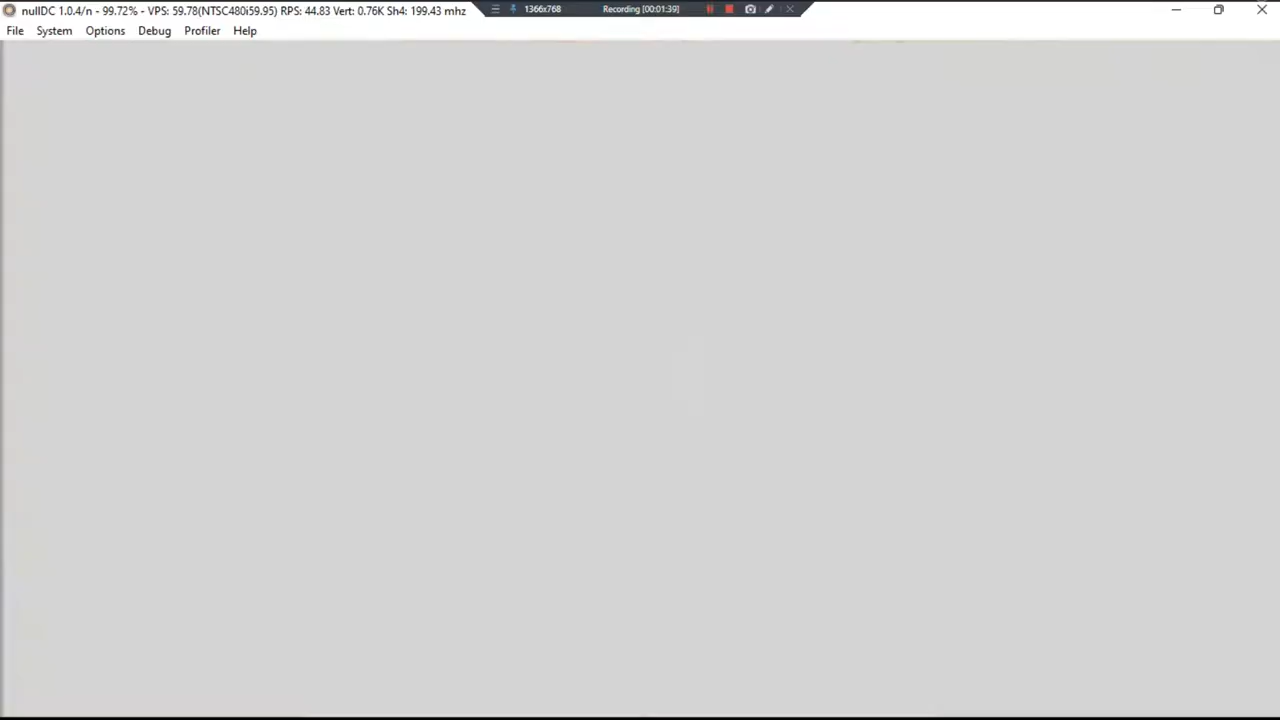 nullDC 1.0.4/n - 99.72% - VPS: 59.78(NTSC480i59.95) RPS: 44.83 Vert: 0.76K Sh4: 199.43 mhz
1366x768 Recording [00:01:39]
File System Options Debug Profiler Help